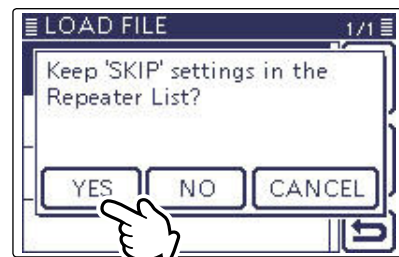 LOAD FILE 1/1
Keep 'SKIP' settings in the
Repeater List?
YES NO CANCEL